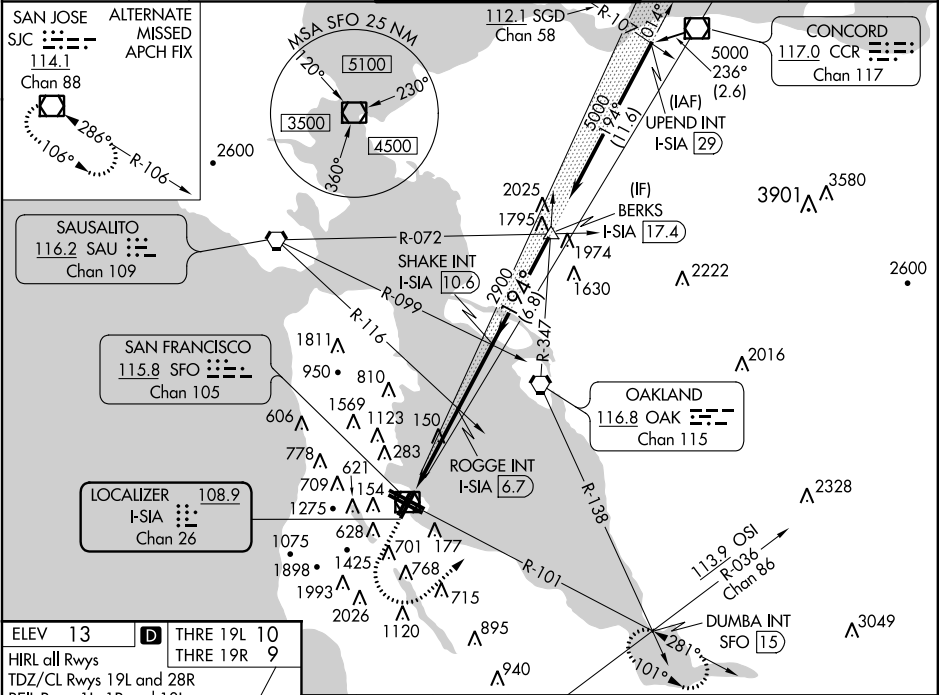 SAN JOSE
SJC
114.1
Chan 88
ALTERNATE
MISSED
APCH FIX
286°
106°
R-106
2600
MSA SFO 25 NM
120°
5100
230°
3500
4500
360°
112.1 SGD
Chan 58
R-107
014°
5000
236°
(2.6)
CONCORD
117.0 CCR
Chan 117
(IAF)
UPEND INT
I-SIA 29
5000
194°
(11.6)
2025
1795
(IF)
BERKS
I-SIA 17.4
1974
1630
3901
3580
2222
2600
SAUSALITO
116.2 SAU
Chan 109
R-072
SHAKE INT
I-SIA 10.6
2900
194°
(6.8)
R-099
R-116
R-347
SAN FRANCISCO
115.8 SFO
Chan 105
1811
950
810
1569
1123
606
283
150
778
709
621
154
1275
628
2016
OAKLAND
116.8 OAK
Chan 115
ROGGE INT
I-SIA 6.7
R-138
2328
LOCALIZER 108.9
I-SIA
Chan 26
1075
1898
1425
701
177
768
715
1993
2026
1120
895
940
R-101
113.9 OSI
R-036
Chan 86
DUMBA INT
SFO 15
281°
101°
3049
ELEV 13
D
THRE 19L 10
THRE 19R 9
HIRL all Rwys
TDZ/CL Rwys 19L and 28R